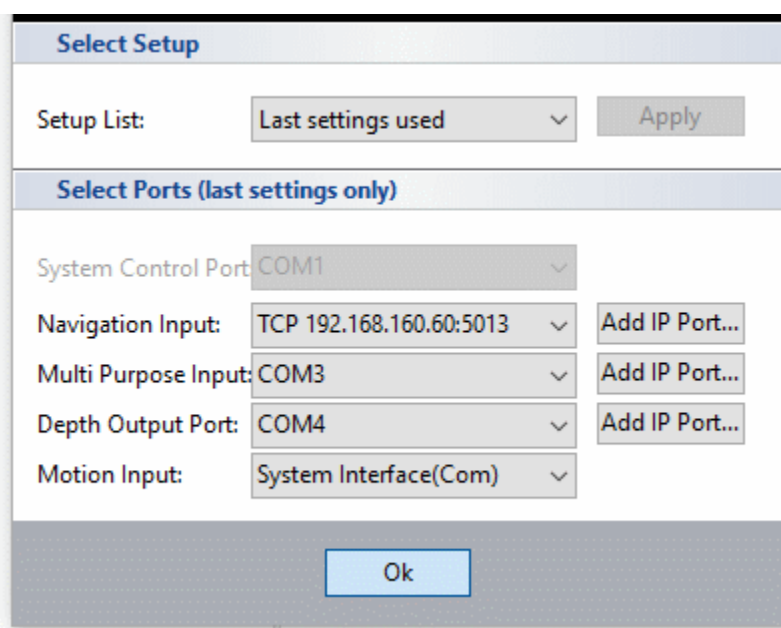 Select Setup
Setup List: Last settings used Apply
Select Ports (last settings only)
System Control Port COM1
Navigation Input: TCP 192.168.160.60:5013 Add IP Port...
Multi Purpose Input: COM3 Add IP Port...
Depth Output Port: COM4 Add IP Port...
Motion Input: System Interface(Com)
Ok